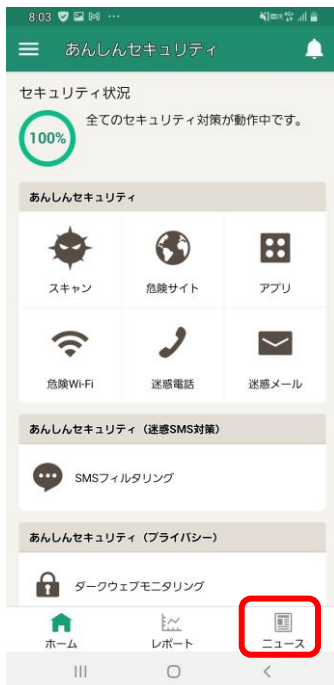 8:03
あんしんセキュリティ
セキュリティ状況
100%
全てのセキュリティ対策が動作中です。
あんしんセキュリティ
スキャン
危険サイト
アプリ
危険Wi-Fi
迷惑電話
迷惑メール
あんしんセキュリティ（迷惑SMS対策）
SMSフィルタリング
あんしんセキュリティ（プライバシー）
ダークウェブモニタリング
ホーム
レポート
ニュース